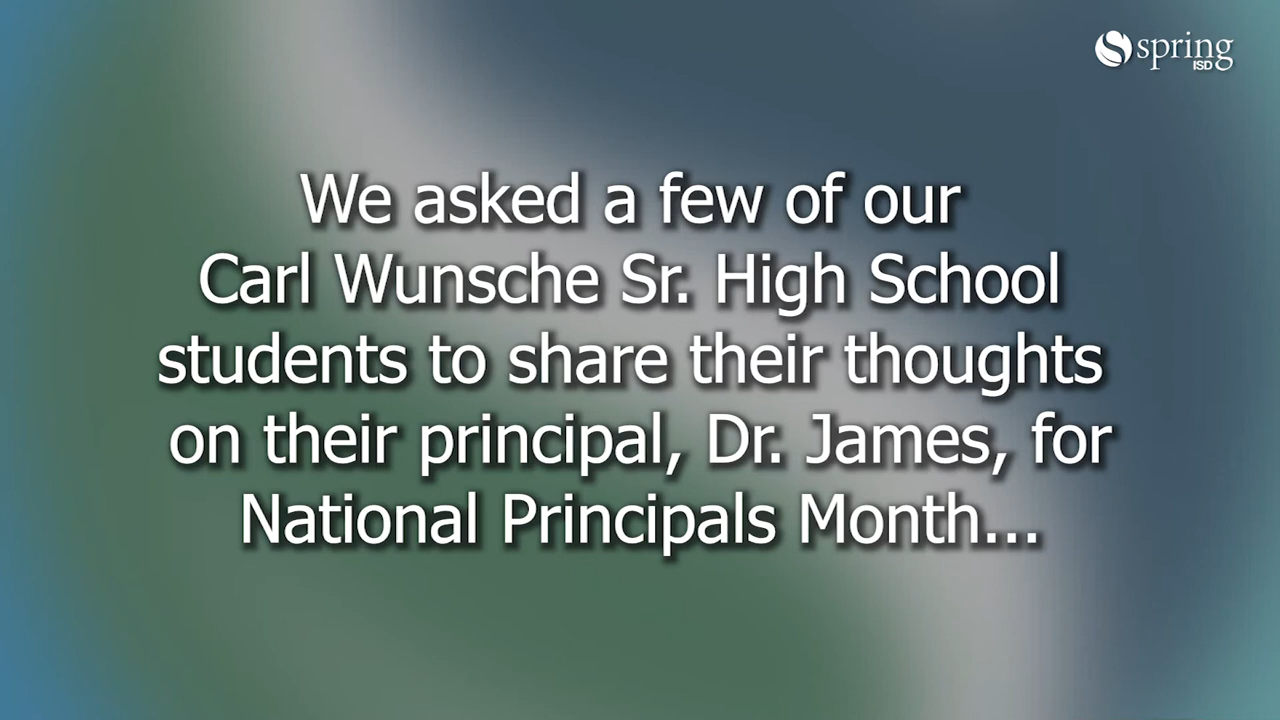 spring
ISD
We asked a few of our
Carl Wunsche Sr. High School
students to share their thoughts
on their principal, Dr. James, for
National Principals Month...